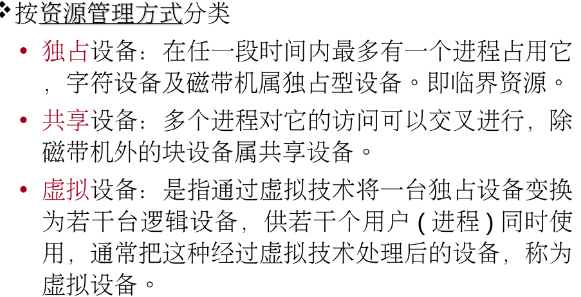 ❖按资源管理方式分类
• 独占设备：在任一段时间内最多有一个进程占用它
，字符设备及磁带机属独占型设备。即临界资源。
• 共享设备：多个进程对它的访问可以交叉进行，除
磁带机外的块设备属共享设备。
• 虚拟设备：是指通过虚拟技术将一台独占设备变换
为若干台逻辑设备，供若干个用户 ( 进程 ) 同时使
用，通常把这种经过虚拟技术处理后的设备，称为
虚拟设备。